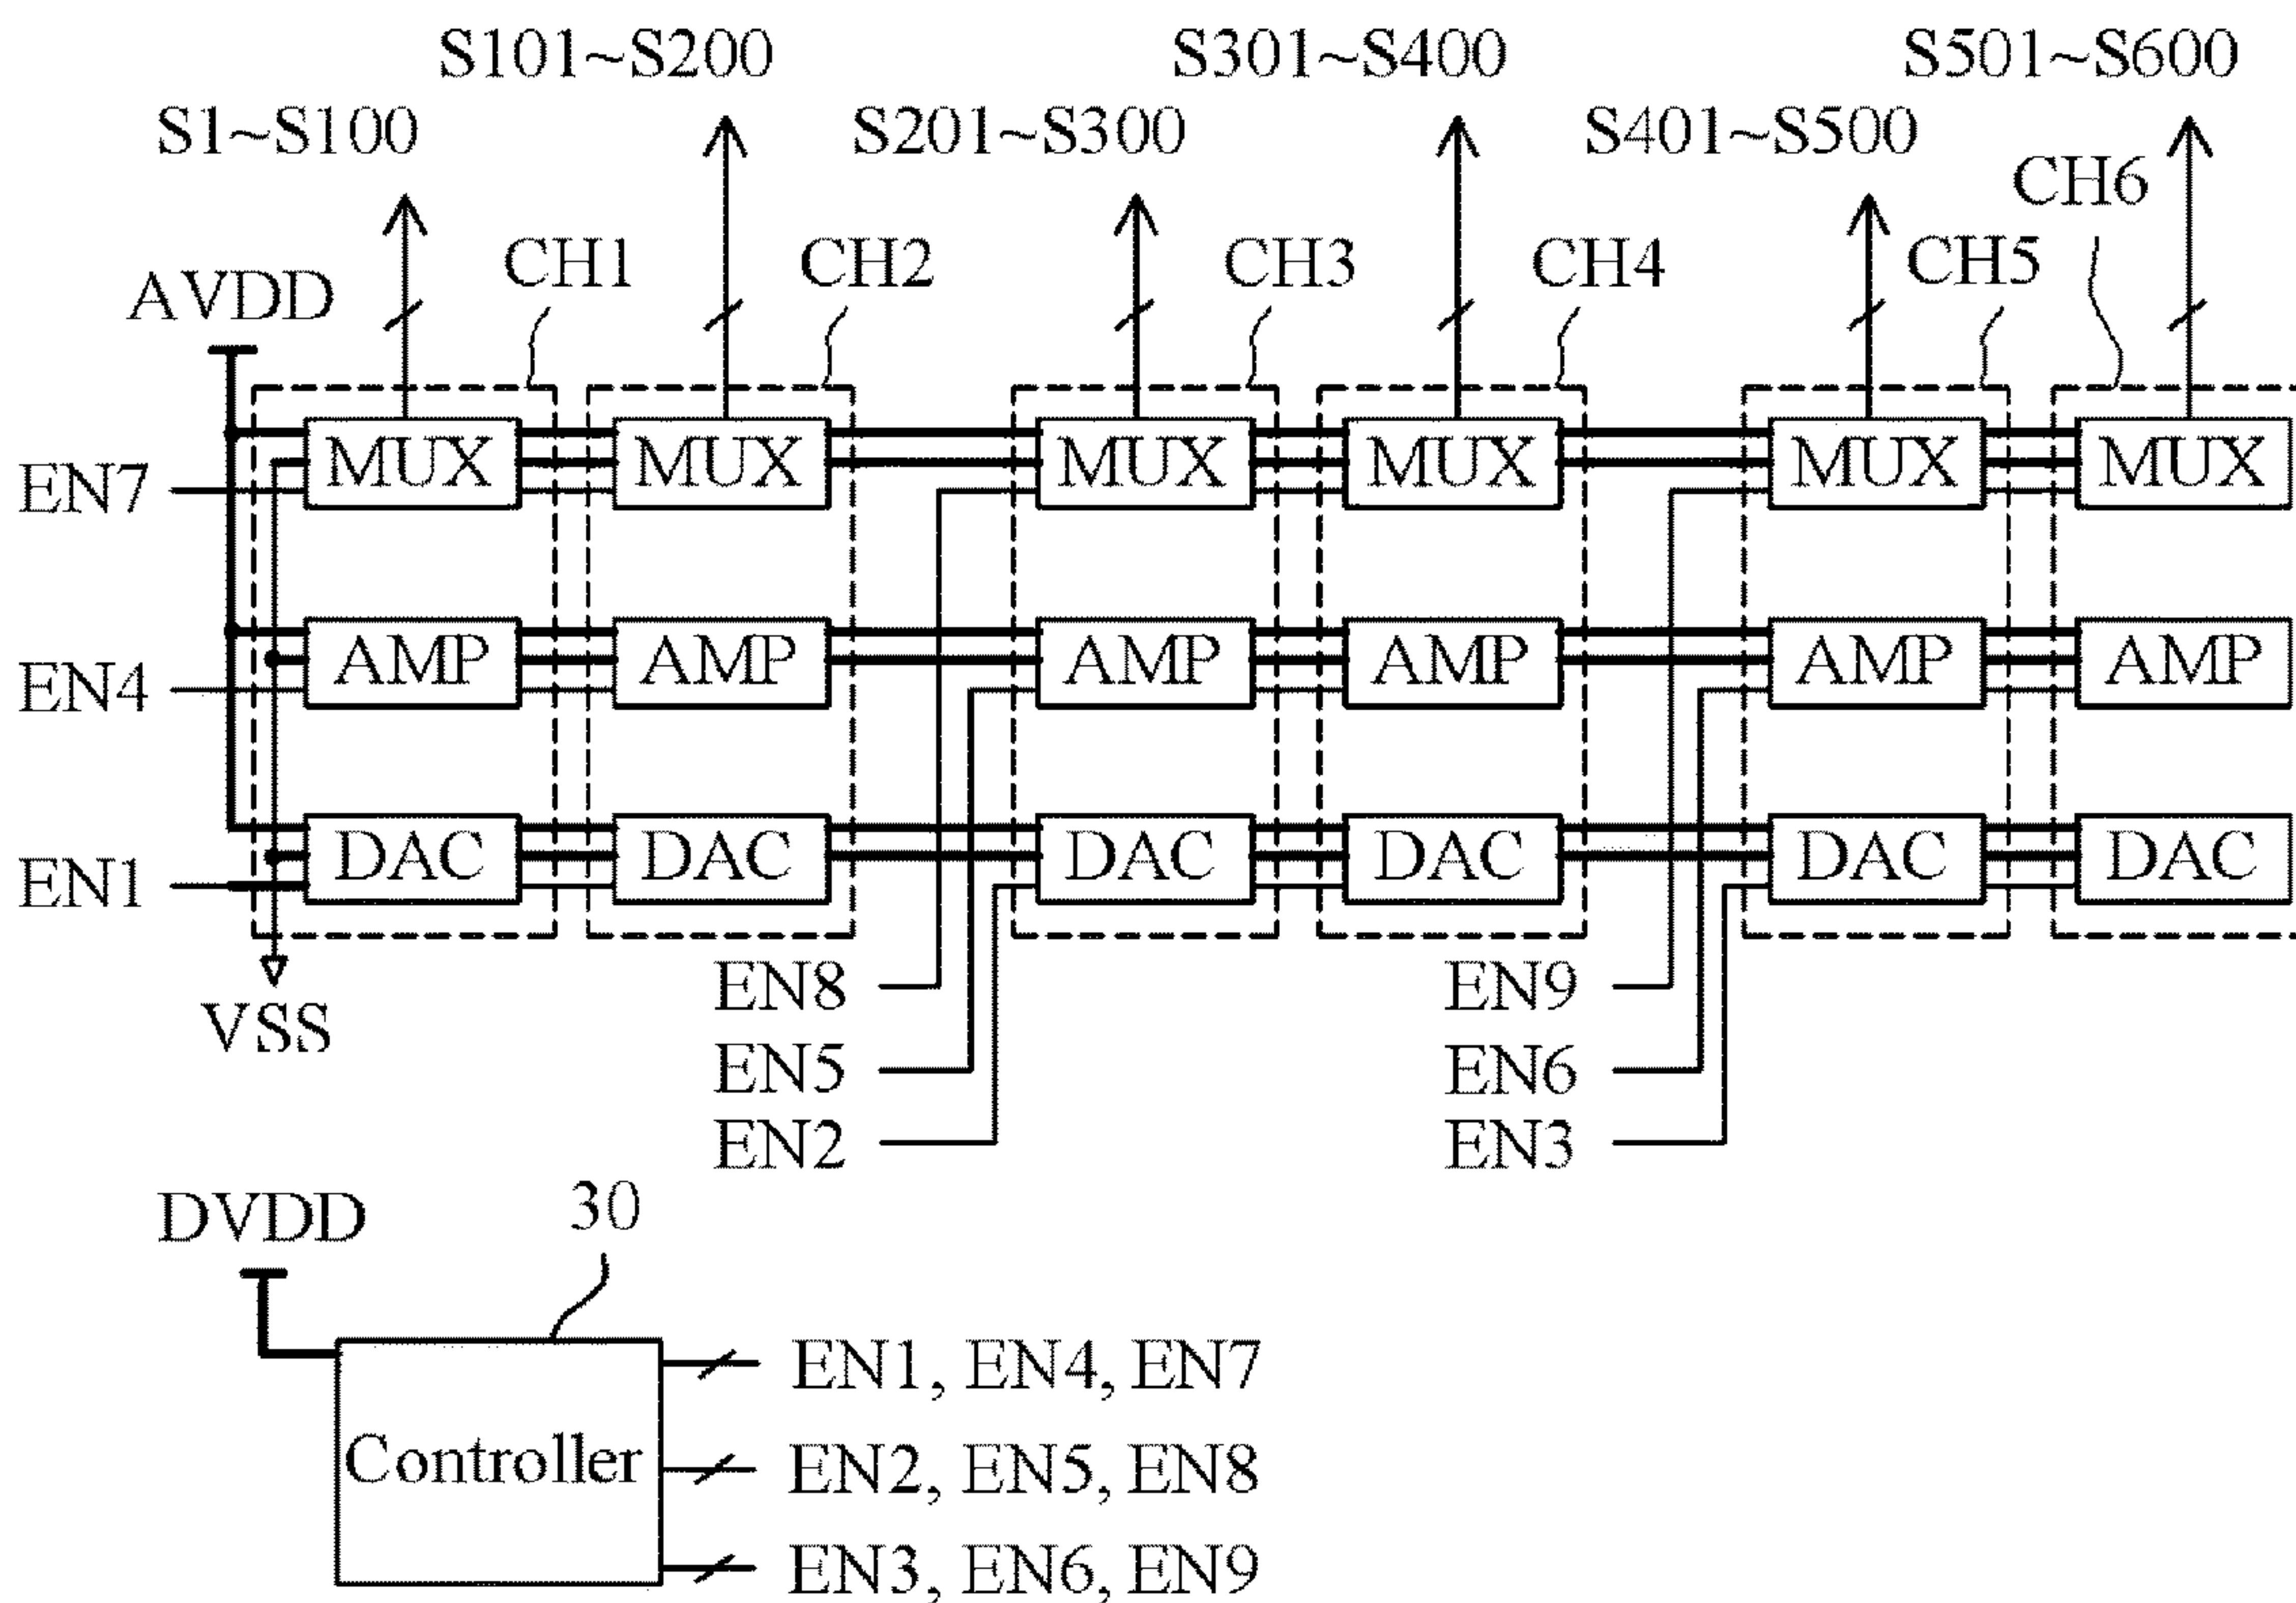 S101~S200
S301~S400
S501~S600
S1~S100
S201~S300
S401~S500
CH6
CH1
CH2
CH3
CH4
CH5
AVDD
EN7
MUX
MUX
MUX
MUX
MUX
MUX
EN4
AMP
AMP
AMP
AMP
AMP
AMP
EN1
DAC
DAC
DAC
DAC
DAC
DAC
VSS
EN8
EN9
EN5
EN6
EN2
EN3
DVDD
30
Controller
EN1, EN4, EN7
EN2, EN5, EN8
EN3, EN6, EN9